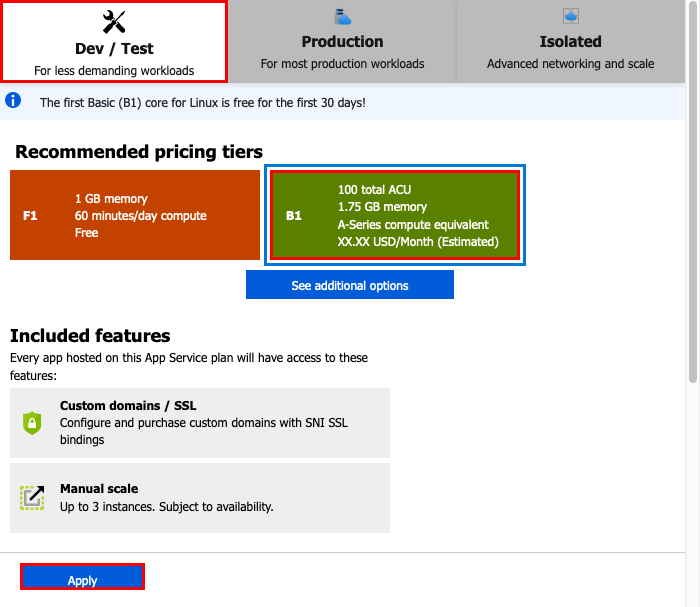 Dev / Test
For less demanding workloads
Production
For most production workloads
Isolated
Advanced networking and scale
The first Basic (B1) core for Linux is free for the first 30 days!
Recommended pricing tiers
F1
1 GB memory
60 minutes/day compute
Free
B1
100 total ACU
1.75 GB memory
A-Series compute equivalent
XX.XX USD/Month (Estimated)
See additional options
Included features
Every app hosted on this App Service plan will have access to these
features:
Custom domains / SSL
Configure and purchase custom domains with SNI SSL
bindings
Manual scale
Up to 3 instances. Subject to availability.
Apply